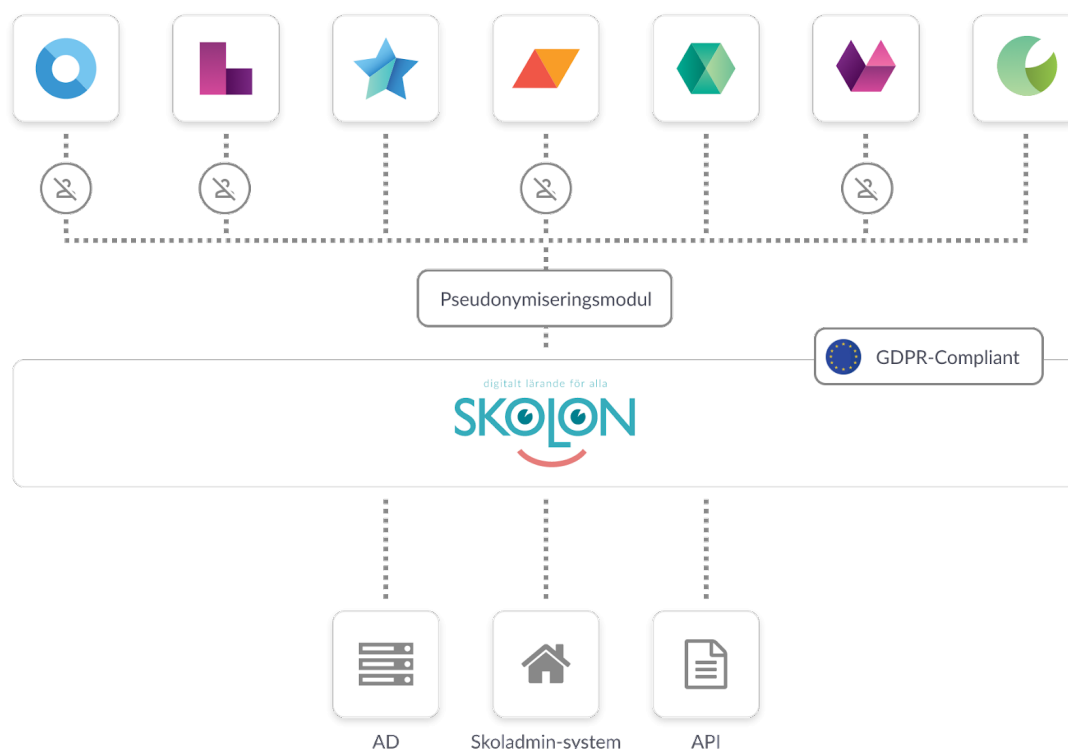 Pseudonymiseringsmodul
GDPR-Compliant
digitalt lärande för alla
SKOLON
AD
Skoladmin-system
API